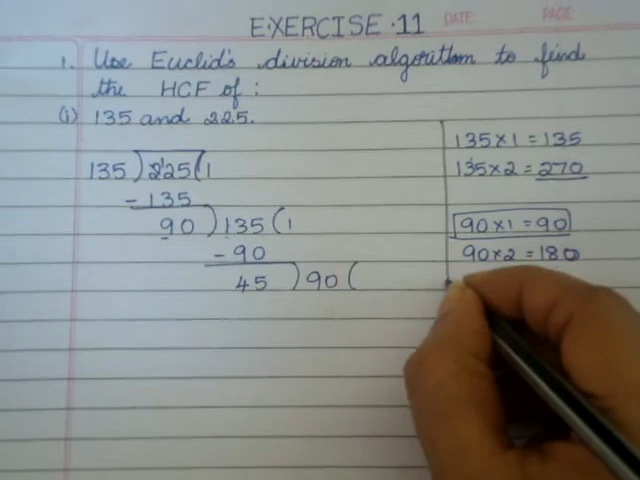 EXERCISE·11 DATE: PAGE:
1. Use Euclid's division algorithm to find
the HCF of :
(i) 135 and 225.
135 ) 225 ( 1
- 135
90 ) 135 ( 1
- 90
45 ) 90 (
135 × 1 = 135
135 × 2 = 270
90 × 1 = 90
90 × 2 = 180